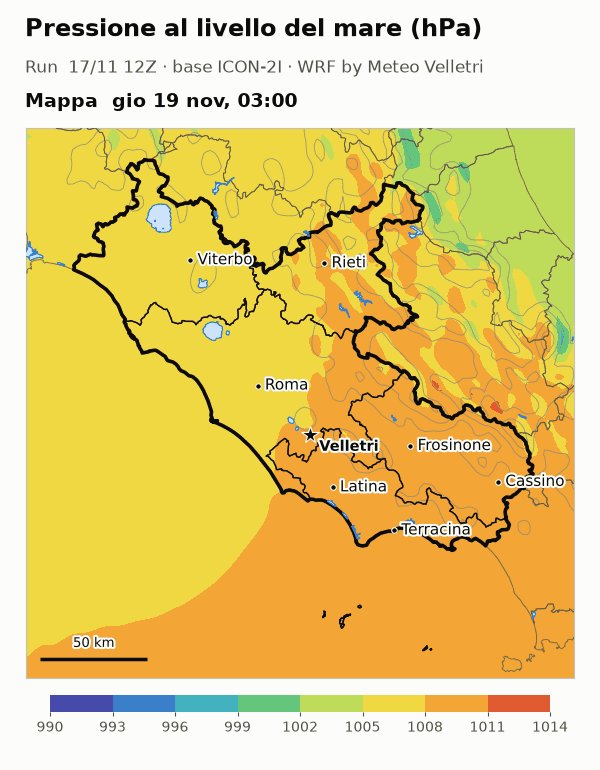 Pressione al livello del mare (hPa)
Run  17/11 12Z · base ICON-2I · WRF by Meteo Velletri
Mappa  gio 19 nov, 03:00
Viterbo
Rieti
Roma
Velletri
Frosinone
Latina
Cassino
Terracina
50 km
990 993 996 999 1002 1005 1008 1011 1014